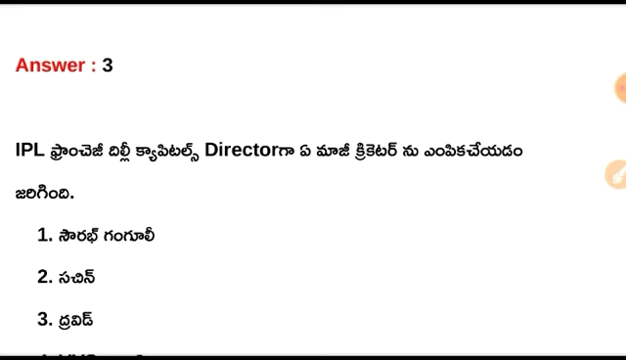 Answer : 3
IPL ఫ్రాంచెజీ దిల్లీ క్యాపిటల్స్ Directorగా ఏ మాజీ క్రికెటర్ ను ఎంపికచేయడం
జరిగింది.
1. సౌరభ్ గంగూలీ
2. సచిన్
3. ద్రవిడ్